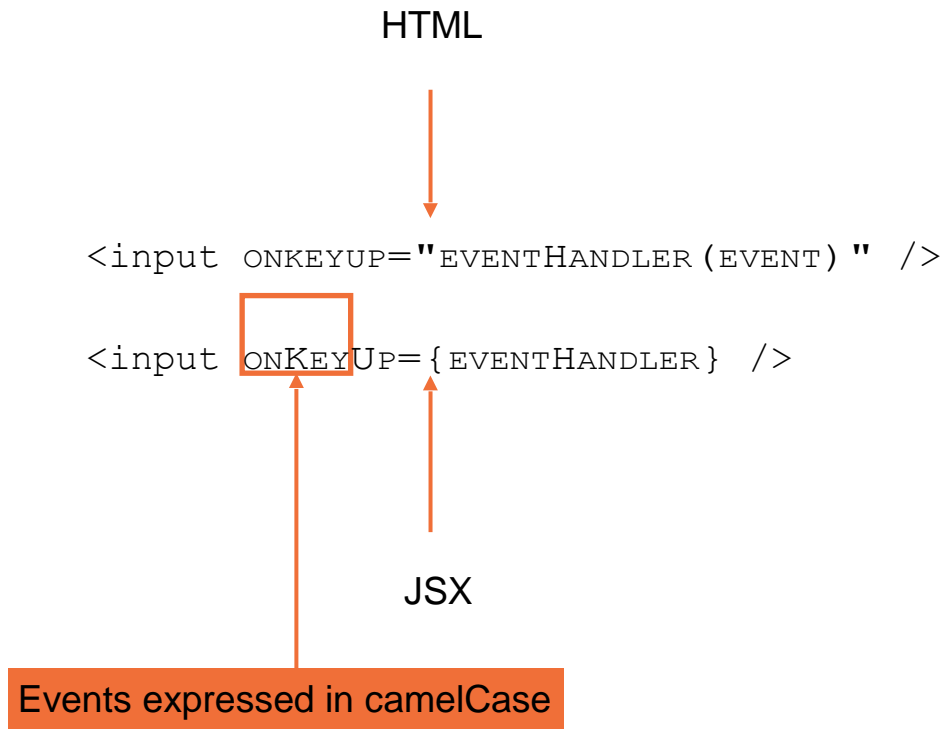 HTML
<input ONKEYUP="EVENTHANDLER(EVENT)" />
<input ONKEYUP={EVENTHANDLER} />
JSX
Events expressed in camelCase